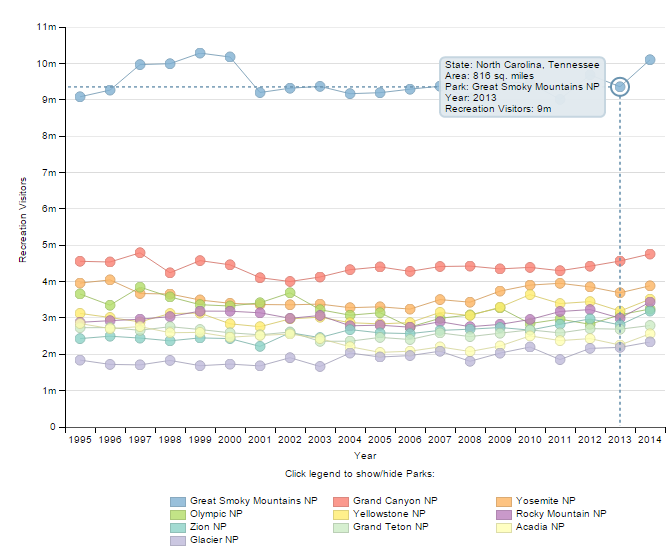 11m
10m
9m
8m
7m
6m
5m
4m
3m
2m
1m
0
Recreation Visitors
State: North Carolina, Tennessee
Area: 816 sq. miles
Park: Great Smoky Mountains NP
Year: 2013
Recreation Visitors: 9m
1995 1996 1997 1998 1999 2000 2001 2002 2003 2004 2005 2006 2007 2008 2009 2010 2011 2012 2013 2014
Year
Click legend to show/hide Parks:
Great Smoky Mountains NP Grand Canyon NP Yosemite NP
Olympic NP Yellowstone NP Rocky Mountain NP
Zion NP Grand Teton NP Acadia NP
Glacier NP